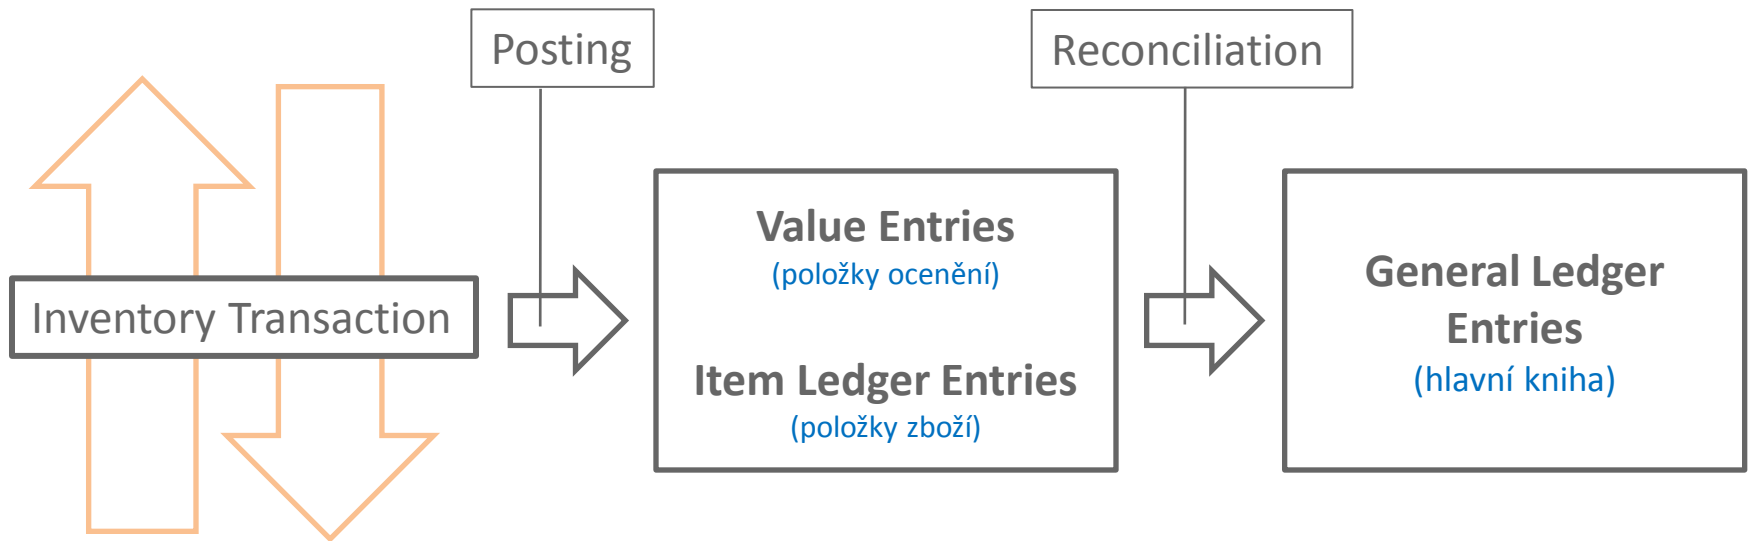 Posting
Reconciliation
Inventory Transaction
Value Entries
(položky ocenění)
Item Ledger Entries
(položky zboží)
General Ledger
Entries
(hlavní kniha)